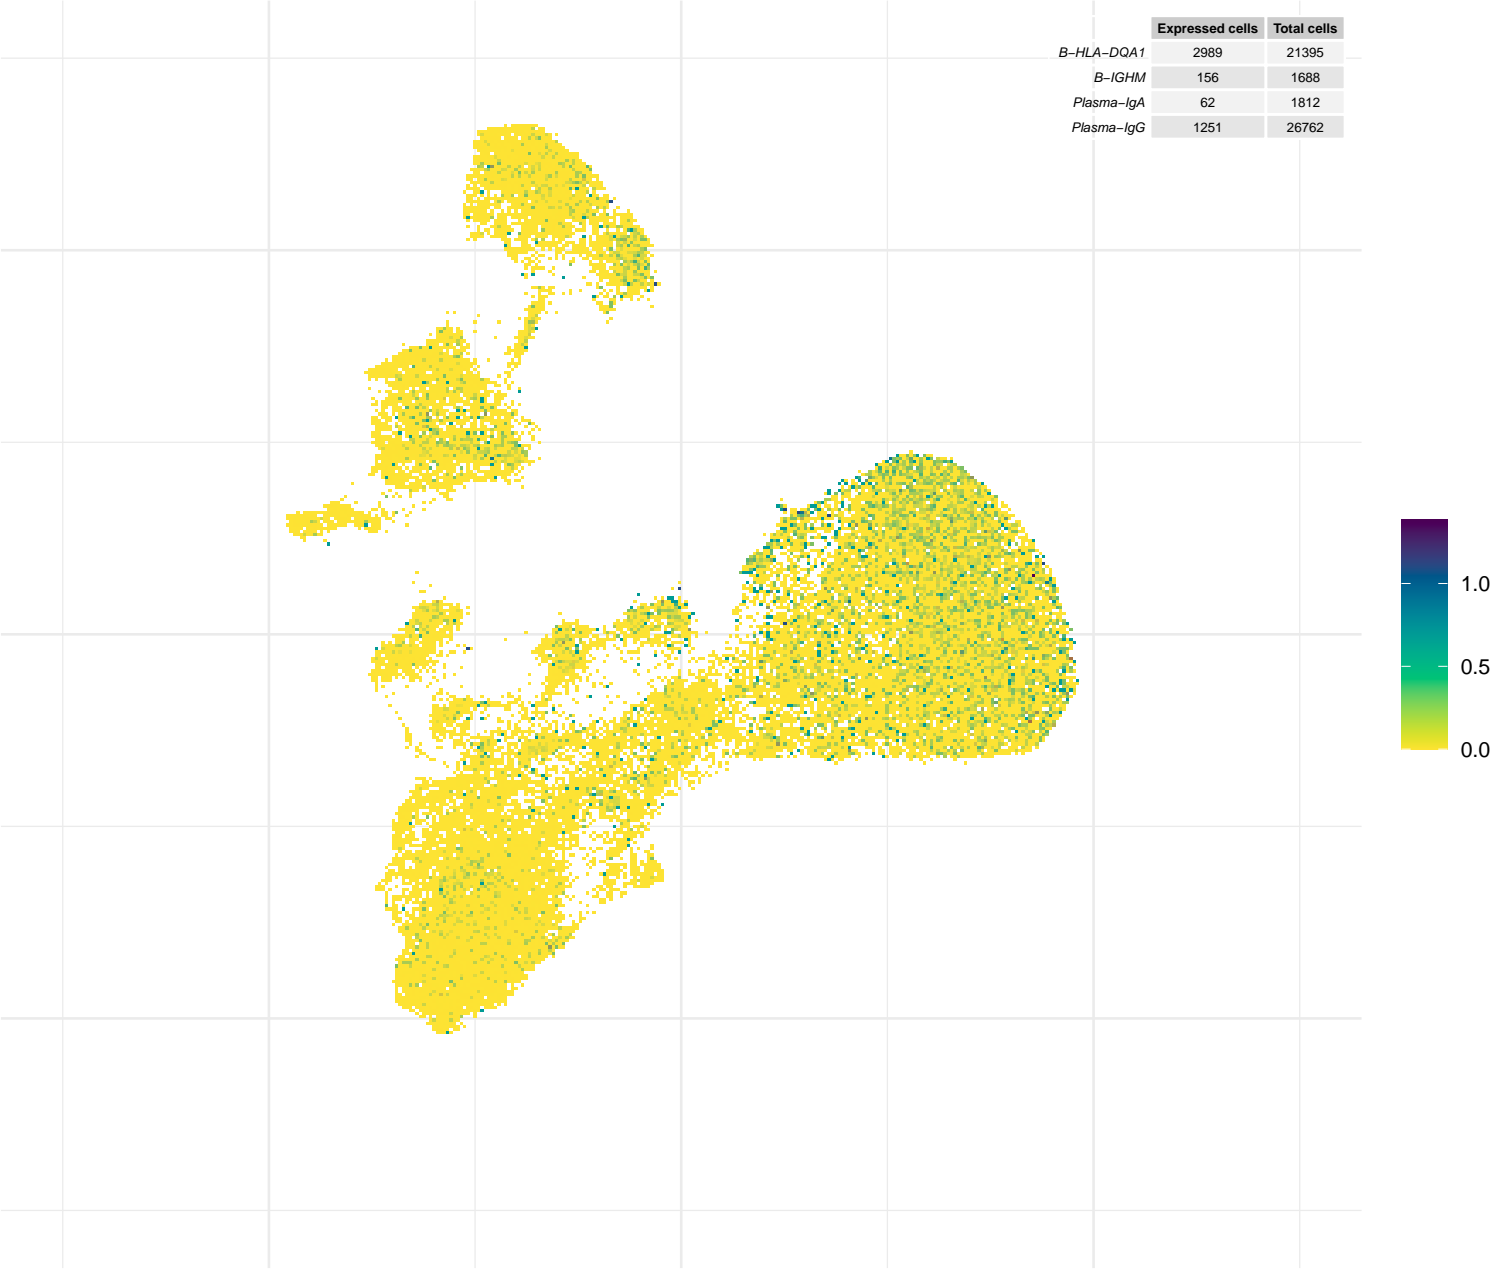 Expressed cells Total cells
B−HLA−DQA1 2989 21395
B−IGHM 156 1688
Plasma−IgA 62 1812
Plasma−IgG 1251 26762
1.0
0.5
0.0